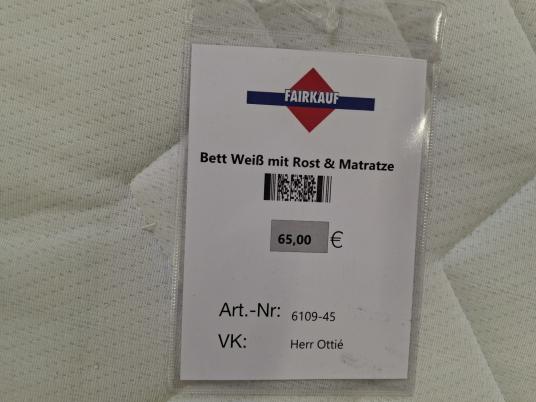 FAIRKAUF
Bett Weiß mit Rost & Matratze
65,00 €
Art.-Nr: 6109-45
VK: Herr Ottié